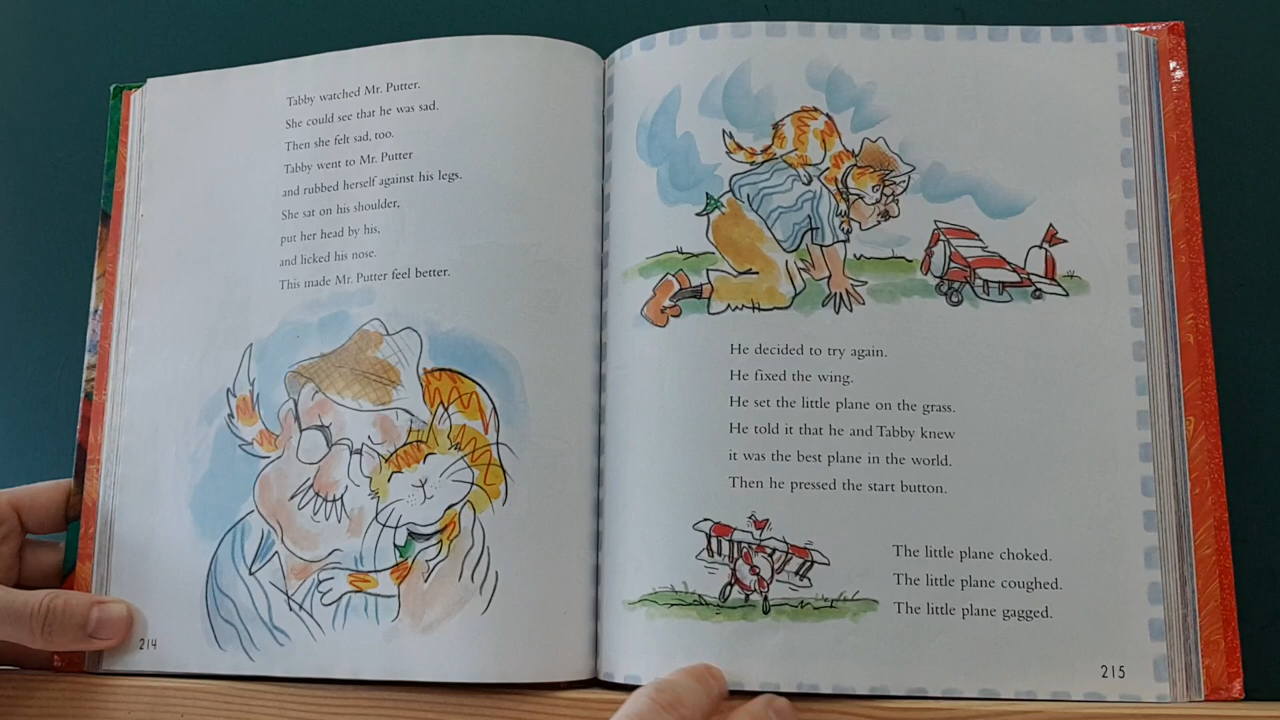 Tabby watched Mr. Putter.
She could see that he was sad.
Then she felt sad, too.
Tabby went to Mr. Putter
and rubbed herself against his legs.
She sat on his shoulder,
put her head by his,
and licked his nose.
This made Mr. Putter feel better.
214
He decided to try again.
He fixed the wing.
He set the little plane on the grass.
He told it that he and Tabby knew
it was the best plane in the world.
Then he pressed the start button.
The little plane choked.
The little plane coughed.
The little plane gagged.
215